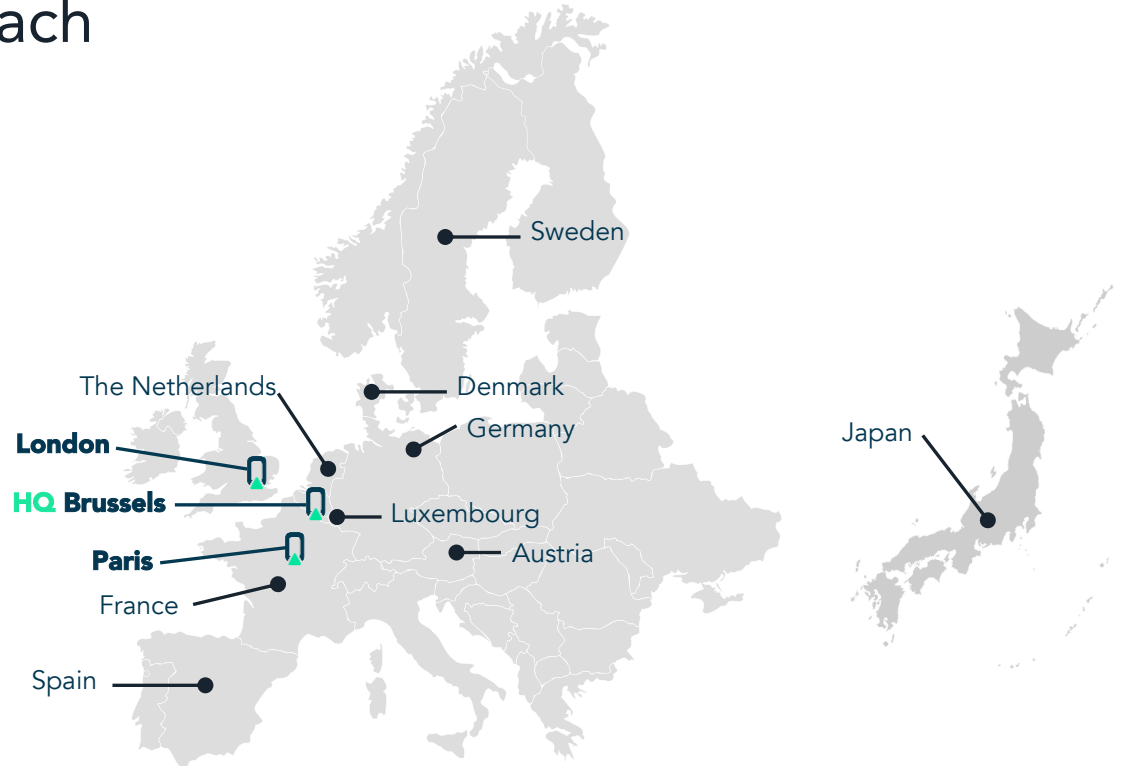 ach
Sweden
The Netherlands
Denmark
Germany
London
Japan
HQ Brussels
Luxembourg
Paris
Austria
France
Spain